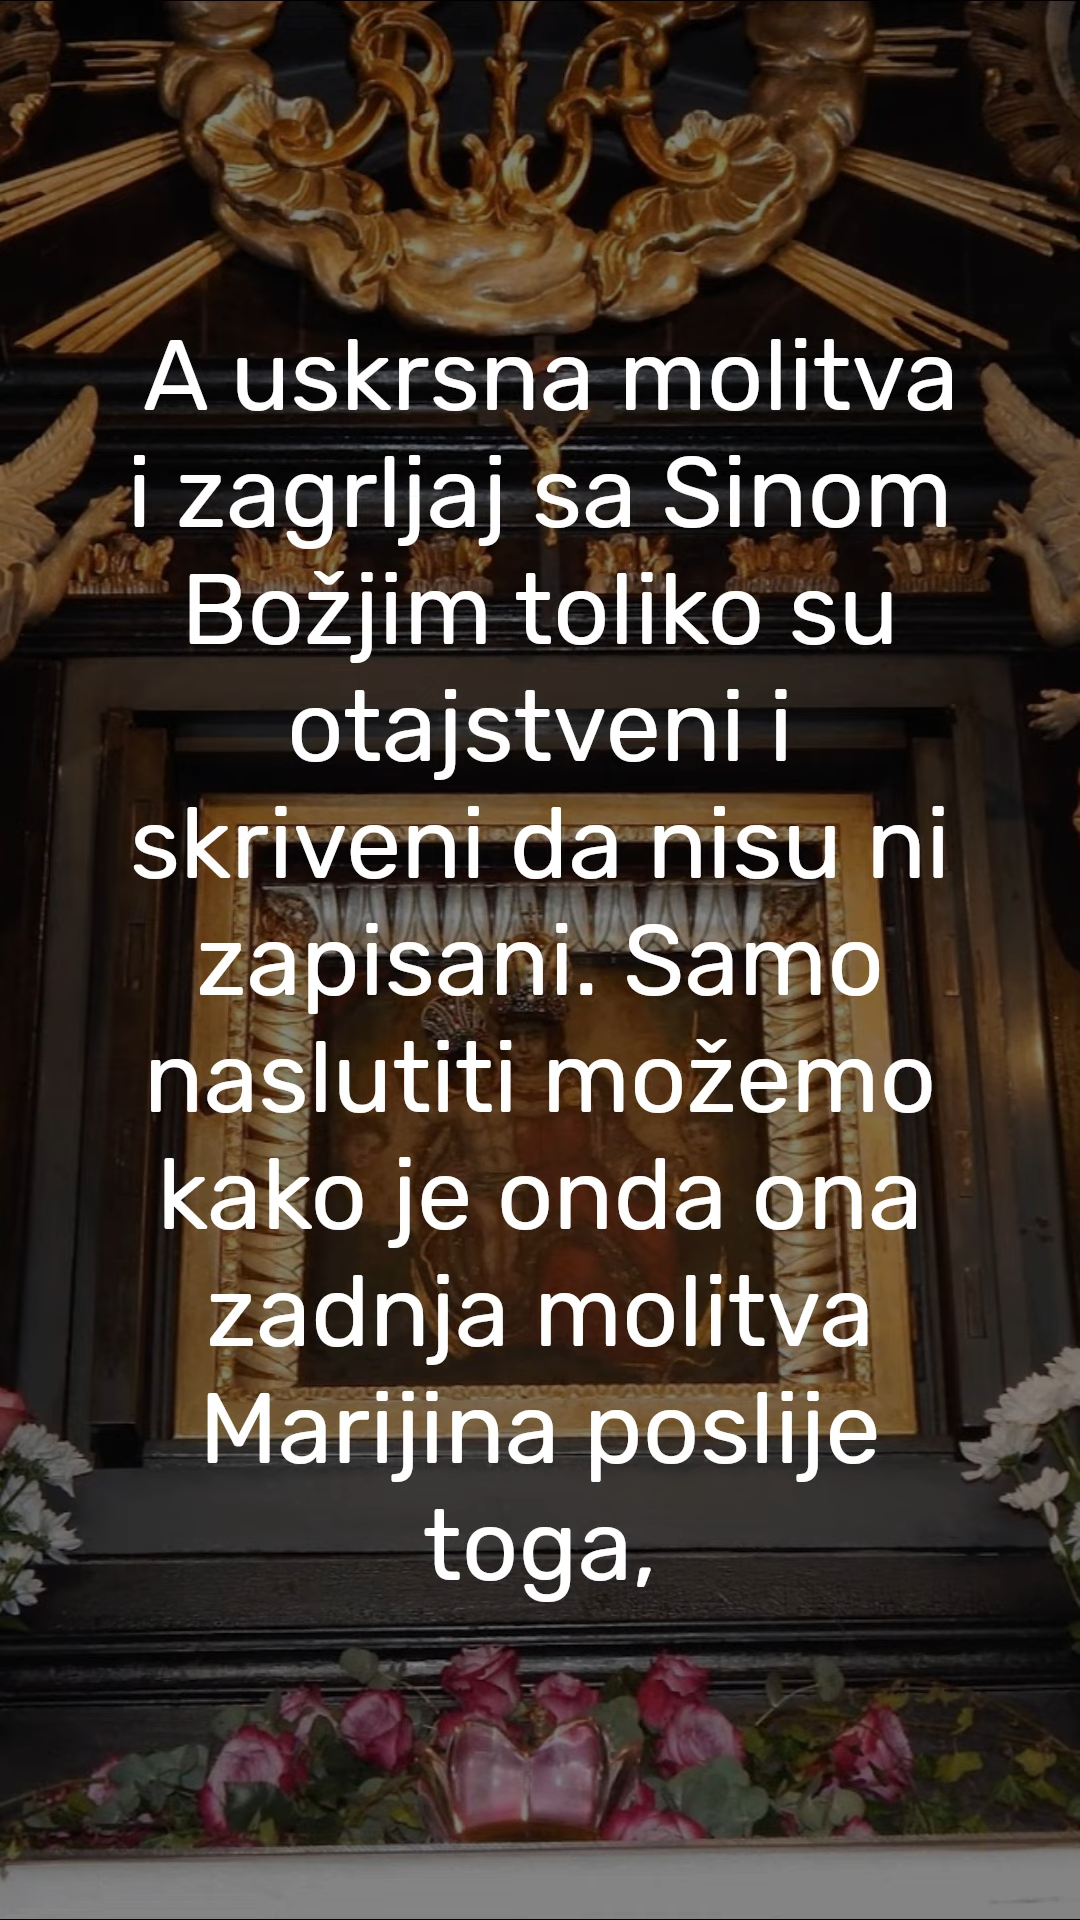 A uskrsna molitva
i zagrljaj sa Sinom
Božjim toliko su
otajstveni i
skriveni da nisu ni
zapisani. Samo
naslutiti možemo
kako je onda ona
zadnja molitva
Marijina poslije
toga,